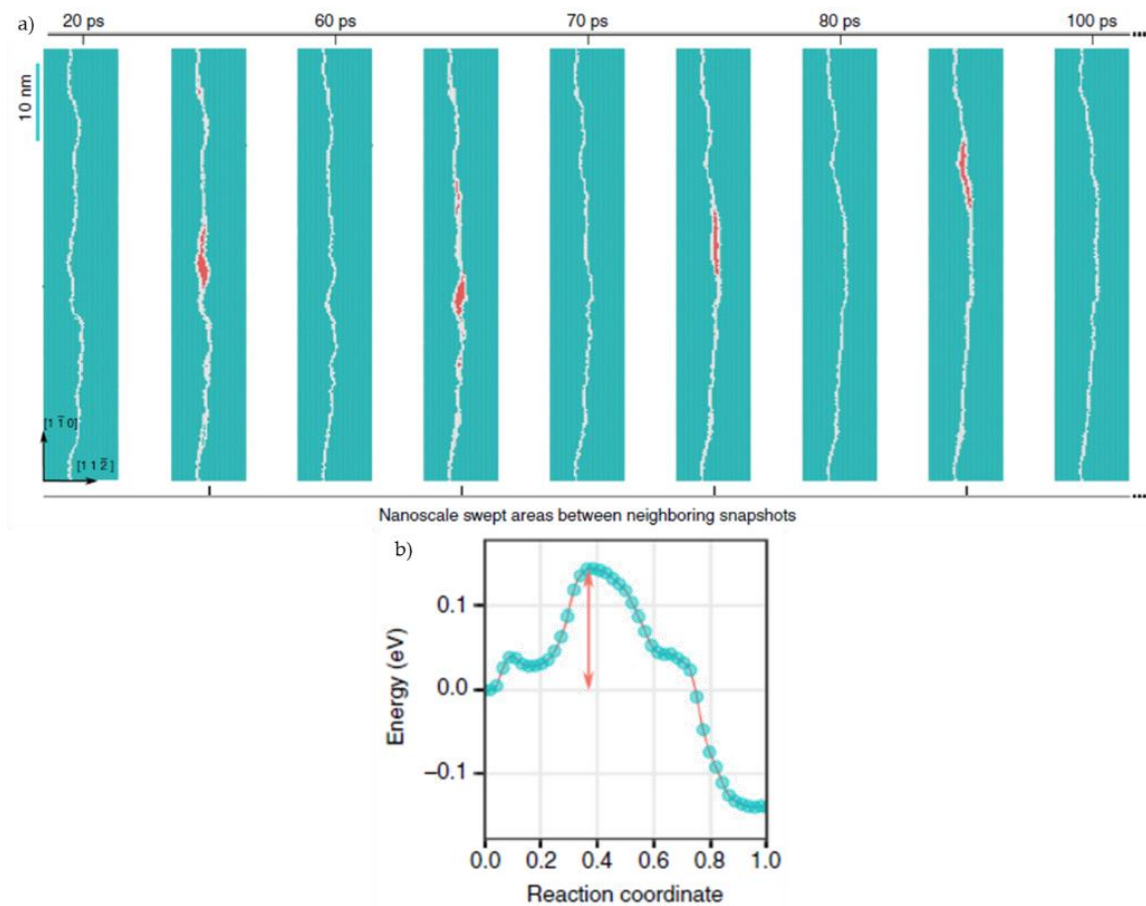 a) 20 ps 60 ps 70 ps 80 ps 100 ps
10 nm
[1 1̄ 0]
[1 1 2̄]
Nanoscale swept areas between neighboring snapshots
b)
Energy (eV)
0.1
0.0
−0.1
0.0 0.2 0.4 0.6 0.8 1.0
Reaction coordinate